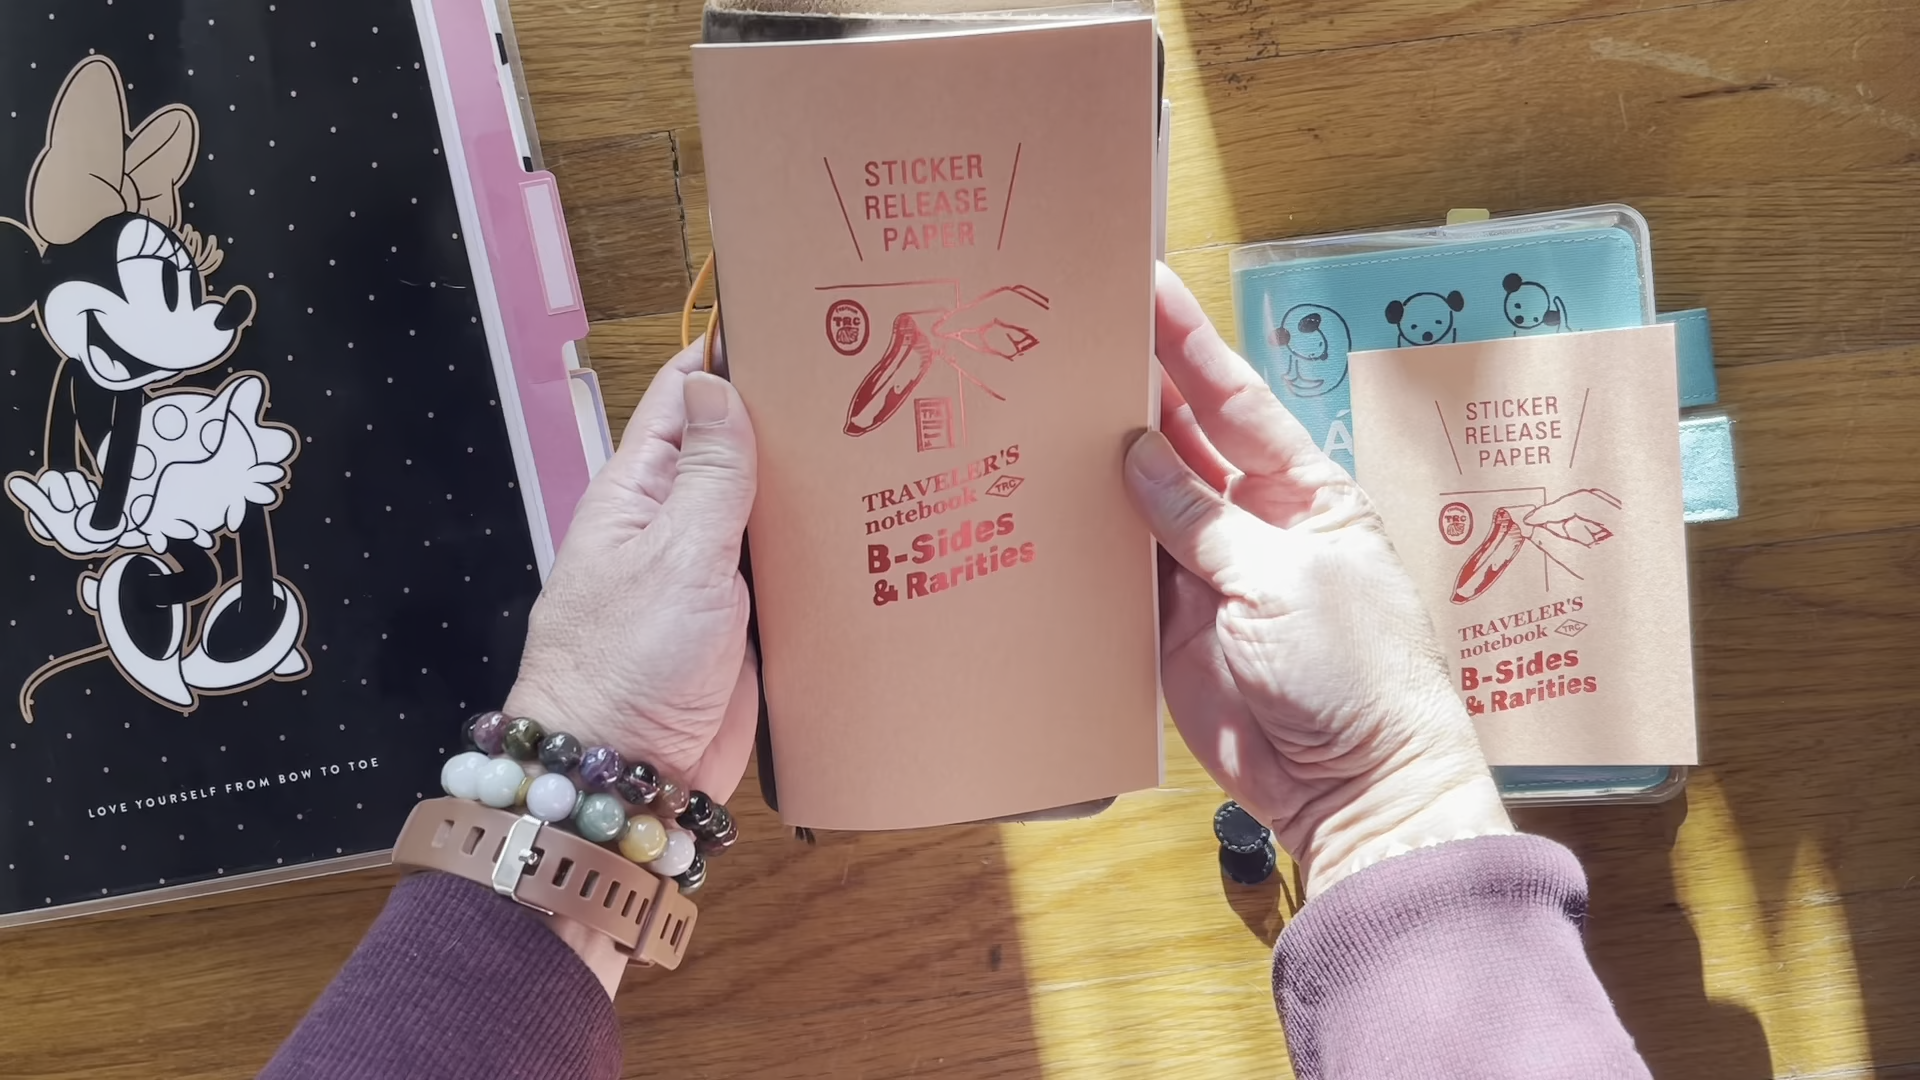 LOVE YOURSELF FROM BOW TO TOE
STICKER
RELEASE
PAPER
TRC
TRAVELER'S
notebook TRC
B-Sides
& Rarities
Á
STICKER
RELEASE
PAPER
TRC
TRAVELER'S
notebook TRC
B-Sides
& Rarities